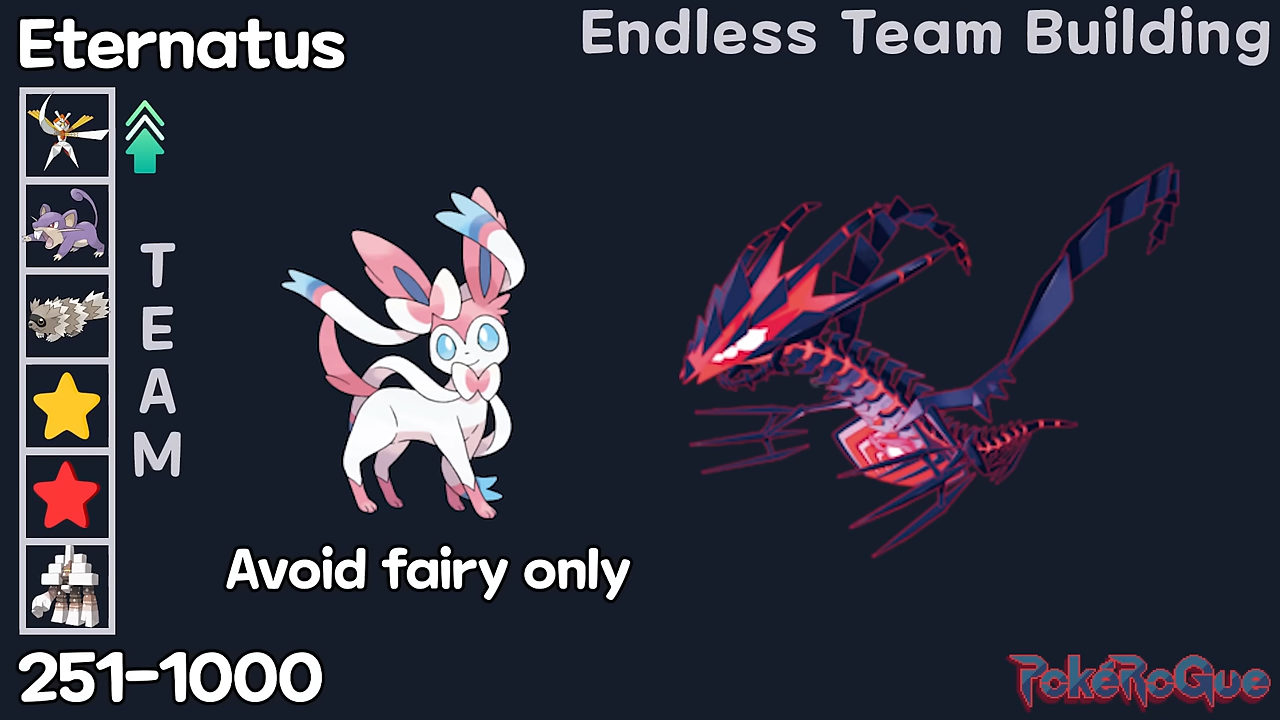 Eternatus
Endless Team Building
TEAM
Avoid fairy only
251-1000
PokéRoGue